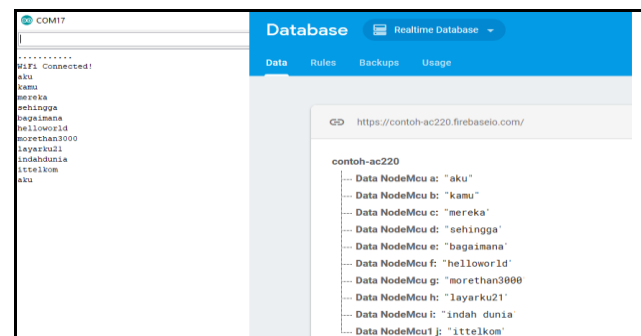 COM17
...........
WiFi Connected!
aku
kamu
mereka
sehingga
bagaimana
helloworld
morethan3000
layarku21
indahdunia
ittelkom
aku
Database
Realtime Database
Data Rules Backups Usage
https://contoh-ac220.firebaseio.com/
contoh-ac220
Data NodeMcu a: "aku"
Data NodeMcu b: "kamu"
Data NodeMcu c: "mereka'
Data NodeMcu d: "sehingga'
Data NodeMcu e: "bagaimana'
Data NodeMcu f: "helloworld'
Data NodeMcu g: "morethan3000
Data NodeMcu h: "layarku21'
Data NodeMcu i: "indah dunia
Data NodeMcu1 j: "ittelkom'